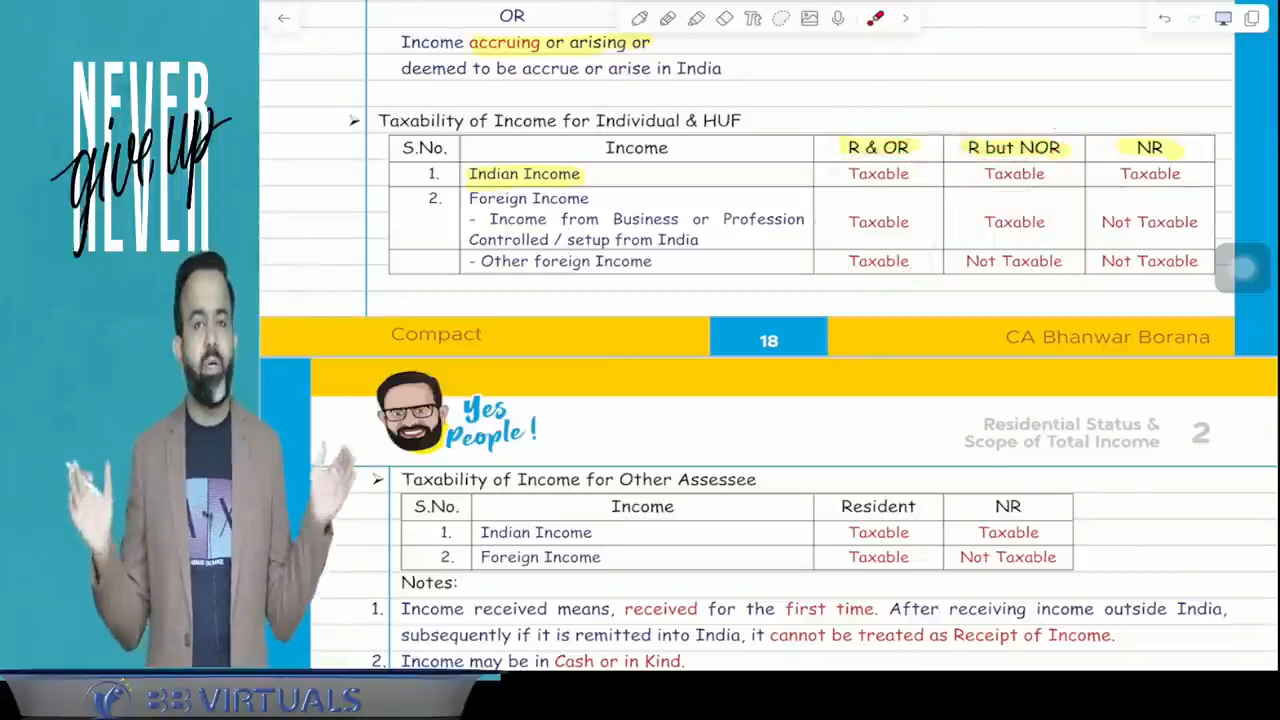 NEVER
give up
NEVER
OR
Income accruing or arising or
deemed to be accrue or arise in India
➢ Taxability of Income for Individual & HUF
S.No. Income R & OR R but NOR NR
1. Indian Income Taxable Taxable Taxable
2. Foreign Income
- Income from Business or Profession
Controlled / setup from India Taxable Taxable Not Taxable
- Other foreign Income Taxable Not Taxable Not Taxable
Compact 18 CA Bhanwar Borana
Yes
People!
Residential Status &
Scope of Total Income 2
➢ Taxability of Income for Other Assessee
S.No. Income Resident NR
1. Indian Income Taxable Taxable
2. Foreign Income Taxable Not Taxable
Notes:
1. Income received means, received for the first time. After receiving income outside India,
subsequently if it is remitted into India, it cannot be treated as Receipt of Income.
2. Income may be in Cash or in Kind.
BB VIRTUALS